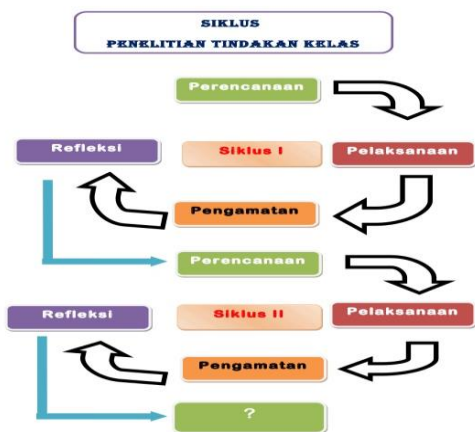 SIKLUS
PENELITIAN TINDAKAN KELAS
Perencanaan
Refleksi
Siklus I
Pelaksanaan
Pengamatan
Perencanaan
Refleksi
Siklus II
Pelaksanaan
Pengamatan
?